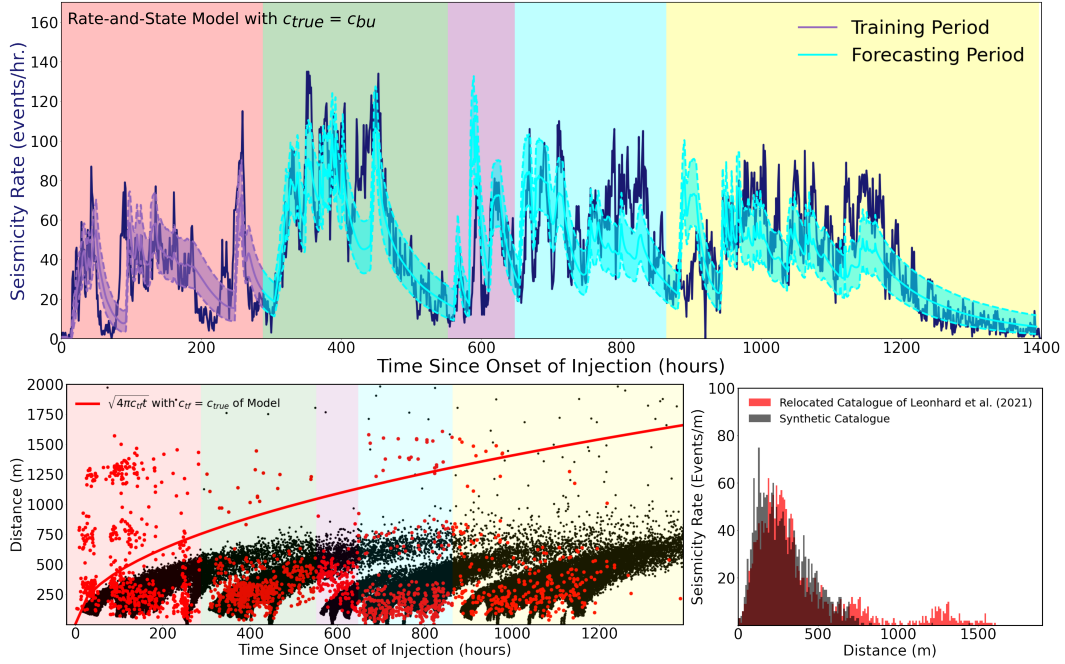 Rate-and-State Model with c_true = c_bu
Training Period
Forecasting Period
Seismicity Rate (events/hr.)
160
140
120
100
80
60
40
20
0
0 200 400 600 800 1000 1200 1400
Time Since Onset of Injection (hours)
√4πc_tf t with c_tf = c_true of Model
Distance (m)
2000
1750
1500
1250
1000
750
500
250
0 200 400 600 800 1000 1200
Time Since Onset of Injection (hours)
Relocated Catalogue of Leonhard et al. (2021)
Synthetic Catalogue
Seismicity Rate (Events/m)
100
80
60
40
20
0 500 1000 1500
Distance (m)